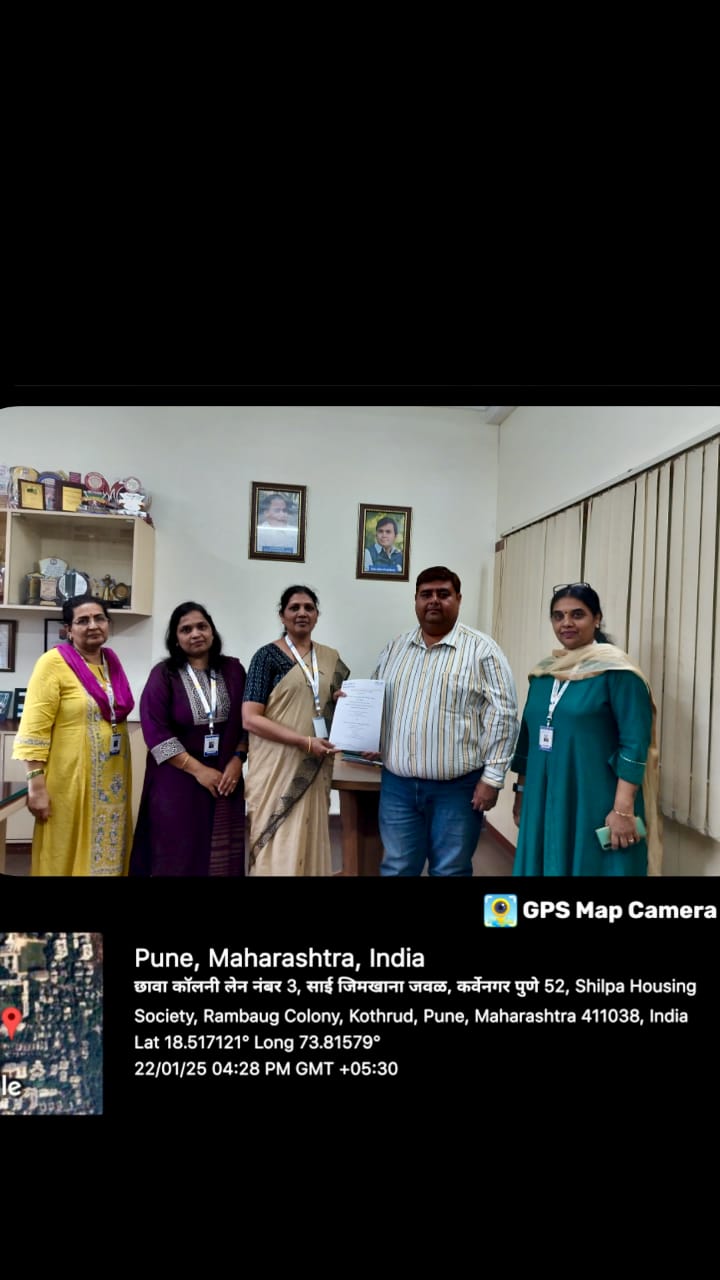 GPS Map Camera
Pune, Maharashtra, India
छावा कॉलनी लेन नंबर 3, साई जिमखाना जवळ, कर्वेनगर पुणे 52, Shilpa Housing
Society, Rambaug Colony, Kothrud, Pune, Maharashtra 411038, India
Lat 18.517121° Long 73.81579°
22/01/25 04:28 PM GMT +05:30
le